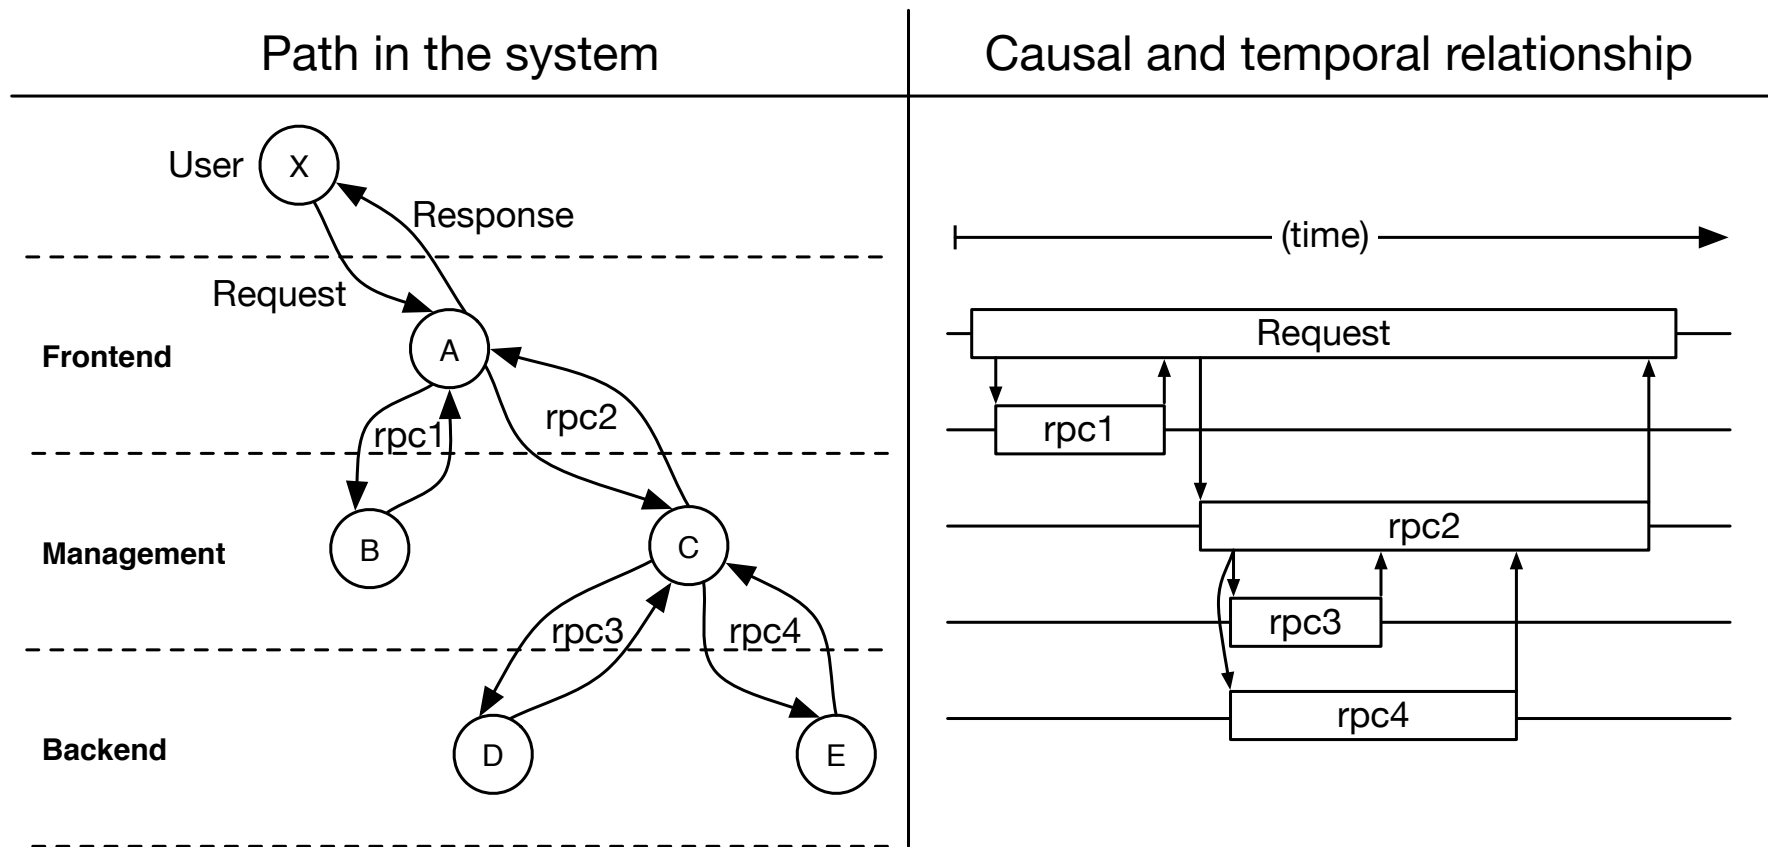 Path in the system
Causal and temporal relationship
User
X
Response
(time)
Request
Request
Frontend
A
rpc1
rpc2
rpc1
Management
B
C
rpc2
rpc3
rpc4
rpc3
rpc4
Backend
D
E